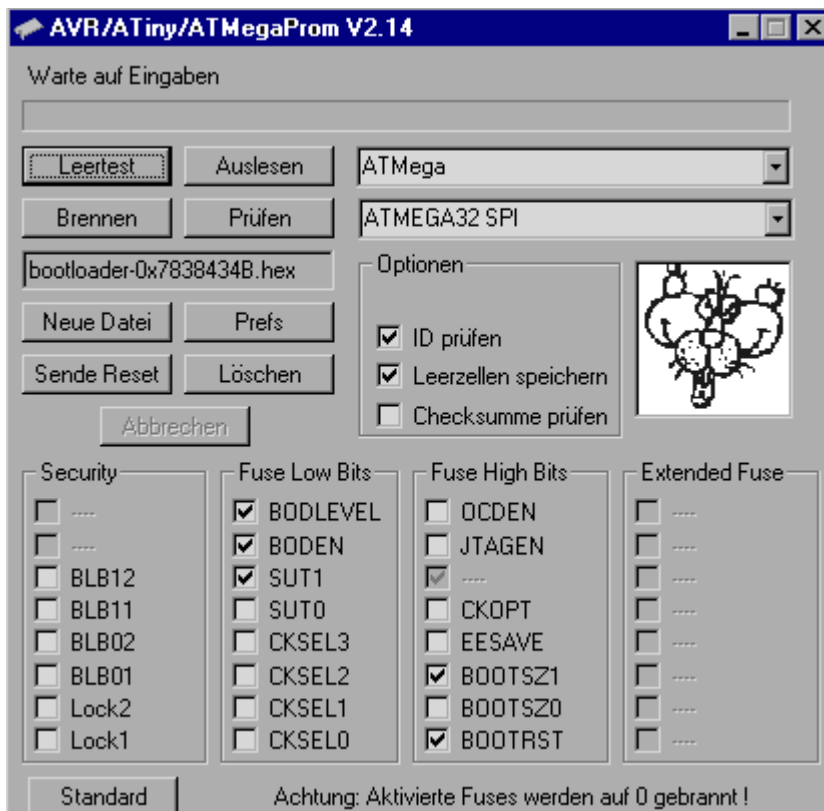 AVR/ATiny/ATMegaProm V2.14
Warte auf Eingaben
Leertest Auslesen ATMega
Brennen Prüfen ATMEGA32 SPI
bootloader-0x7838434B.hex
Neue Datei Prefs
Sende Reset Löschen
Abbrechen
Optionen
ID prüfen
Leerzellen speichern
Checksumme prüfen
Security
----
----
BLB12
BLB11
BLB02
BLB01
Lock2
Lock1
Fuse Low Bits
BODLEVEL
BODEN
SUT1
SUT0
CKSEL3
CKSEL2
CKSEL1
CKSEL0
Fuse High Bits
OCDEN
JTAGEN
----
CKOPT
EESAVE
BOOTSZ1
BOOTSZ0
BOOTRST
Extended Fuse
----
----
----
----
----
----
----
----
Standard
Achtung: Aktivierte Fuses werden auf 0 gebrannt !